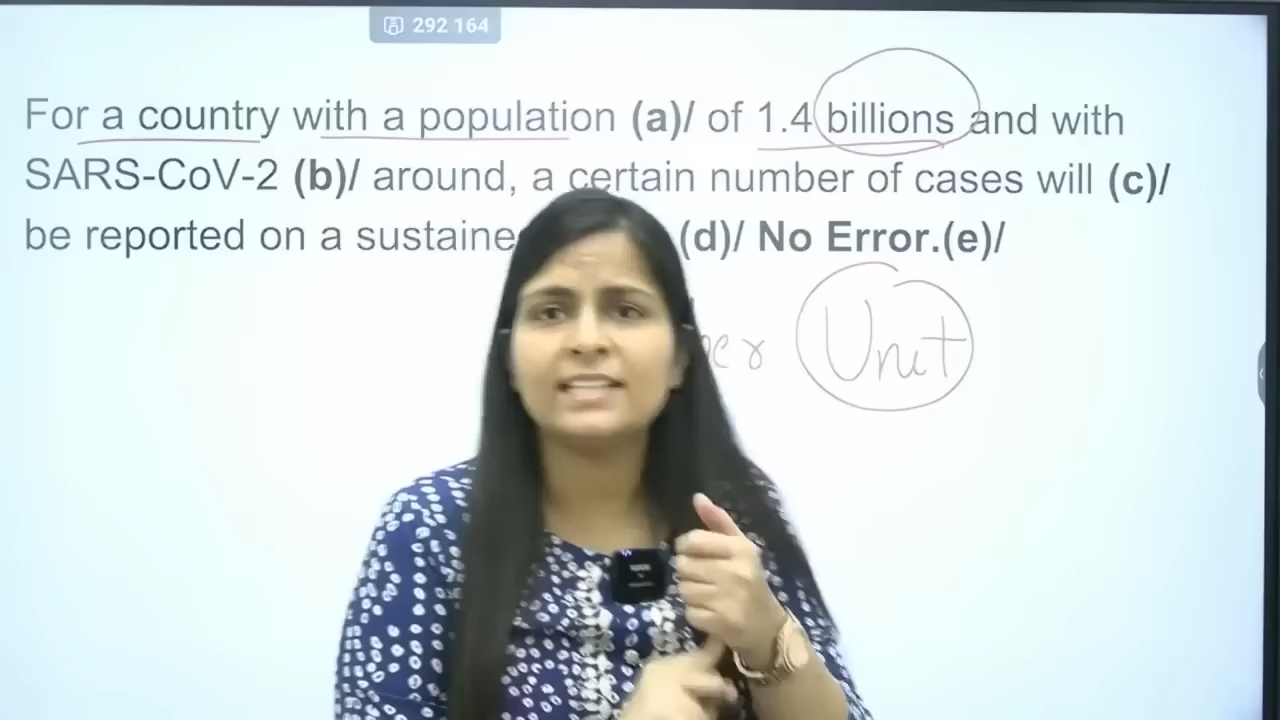 292 164
For a country with a population (a)/ of 1.4 billions and with
SARS-CoV-2 (b)/ around, a certain number of cases will (c)/
be reported on a (d)/ No Error.(e)/
Unit